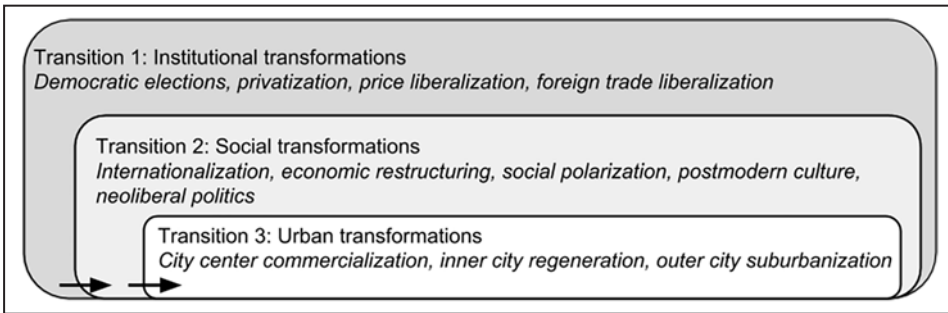 Transition 1: Institutional transformations
Democratic elections, privatization, price liberalization, foreign trade liberalization
Transition 2: Social transformations
Internationalization, economic restructuring, social polarization, postmodern culture,
neoliberal politics
Transition 3: Urban transformations
City center commercialization, inner city regeneration, outer city suburbanization